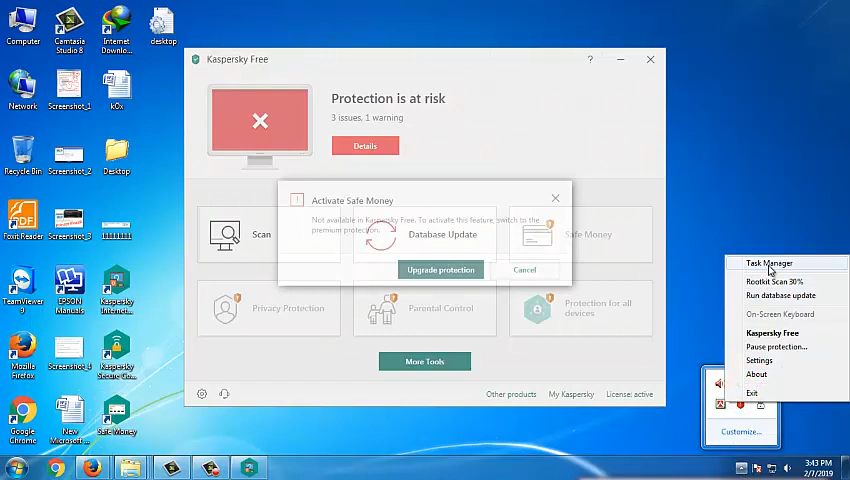 Computer
Camtasia
Studio 8
Internet
Downlo...
desktop
Network
Screenshot_1
kOx
Recycle Bin
Screenshot_2
Desktop
Foxit Reader
Screenshot_3
TeamViewer
9
EPSON
Manuals
Kaspersky
Internet...
Mozilla
Firefox
Screenshot_4
Kaspersky
Secure Co...
Google
Chrome
New
Microsoft ...
Safe Money
Kaspersky Free
?
Protection is at risk
3 issues, 1 warning
Details
Activate Safe Money
Not available in Kaspersky Free. To activate this feature, switch to the
premium protection.
Scan
Database Update
Safe Money
Upgrade protection
Cancel
Privacy Protection
Parental Control
Protection for all
devices
More Tools
Other products
My Kaspersky
License: active
Task Manager
Rootkit Scan 30%
Run database update
On-Screen Keyboard
Kaspersky Free
Pause protection...
Settings
About
Exit
Customize...
3:43 PM
2/7/2019